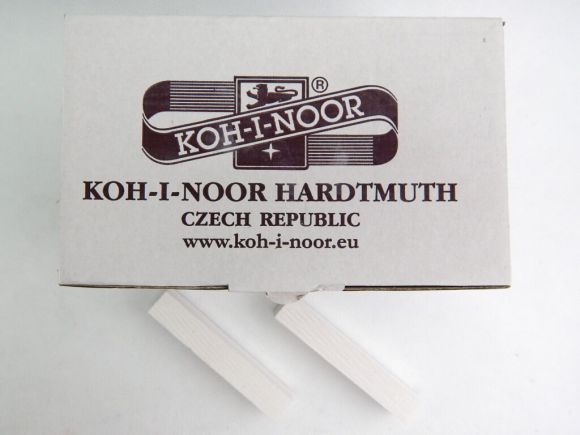 ®
KOH-I-NOOR
KOH-I-NOOR HARDTMUTH
CZECH REPUBLIC
www.koh-i-noor.eu